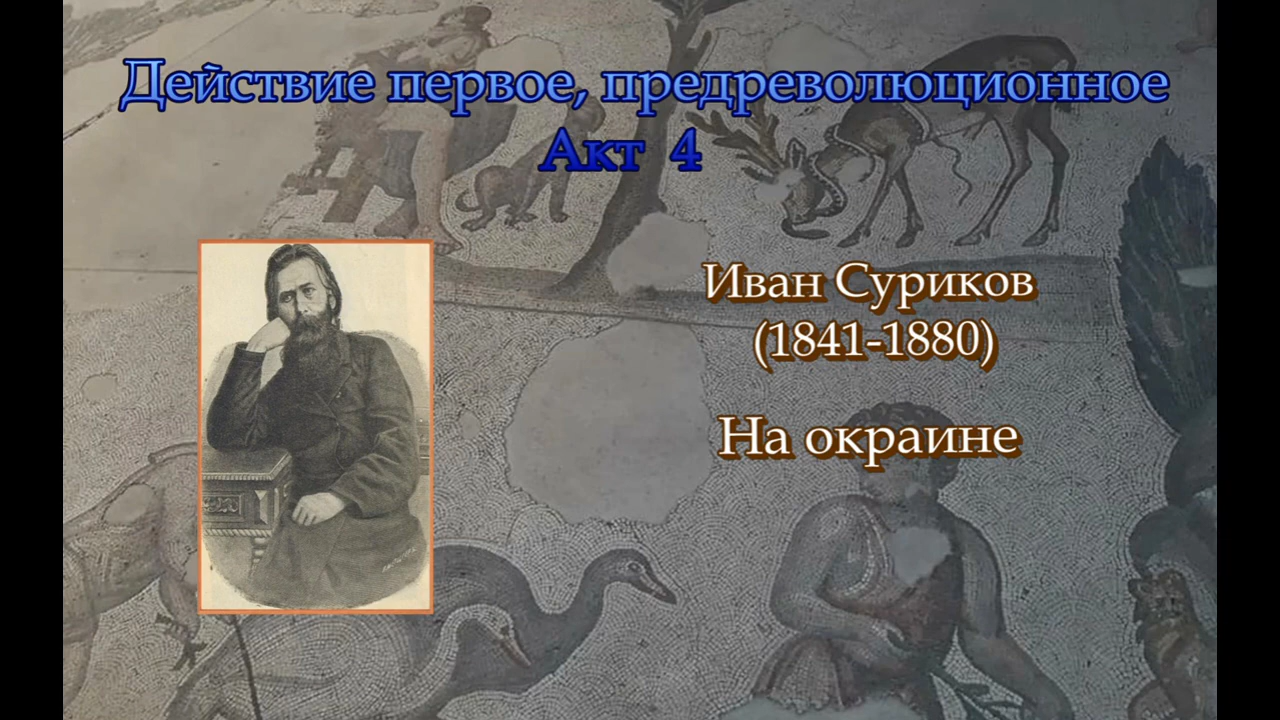 Действие первое, предреволюционное
Акт 4
Иван Суриков
(1841-1880)
На окраине